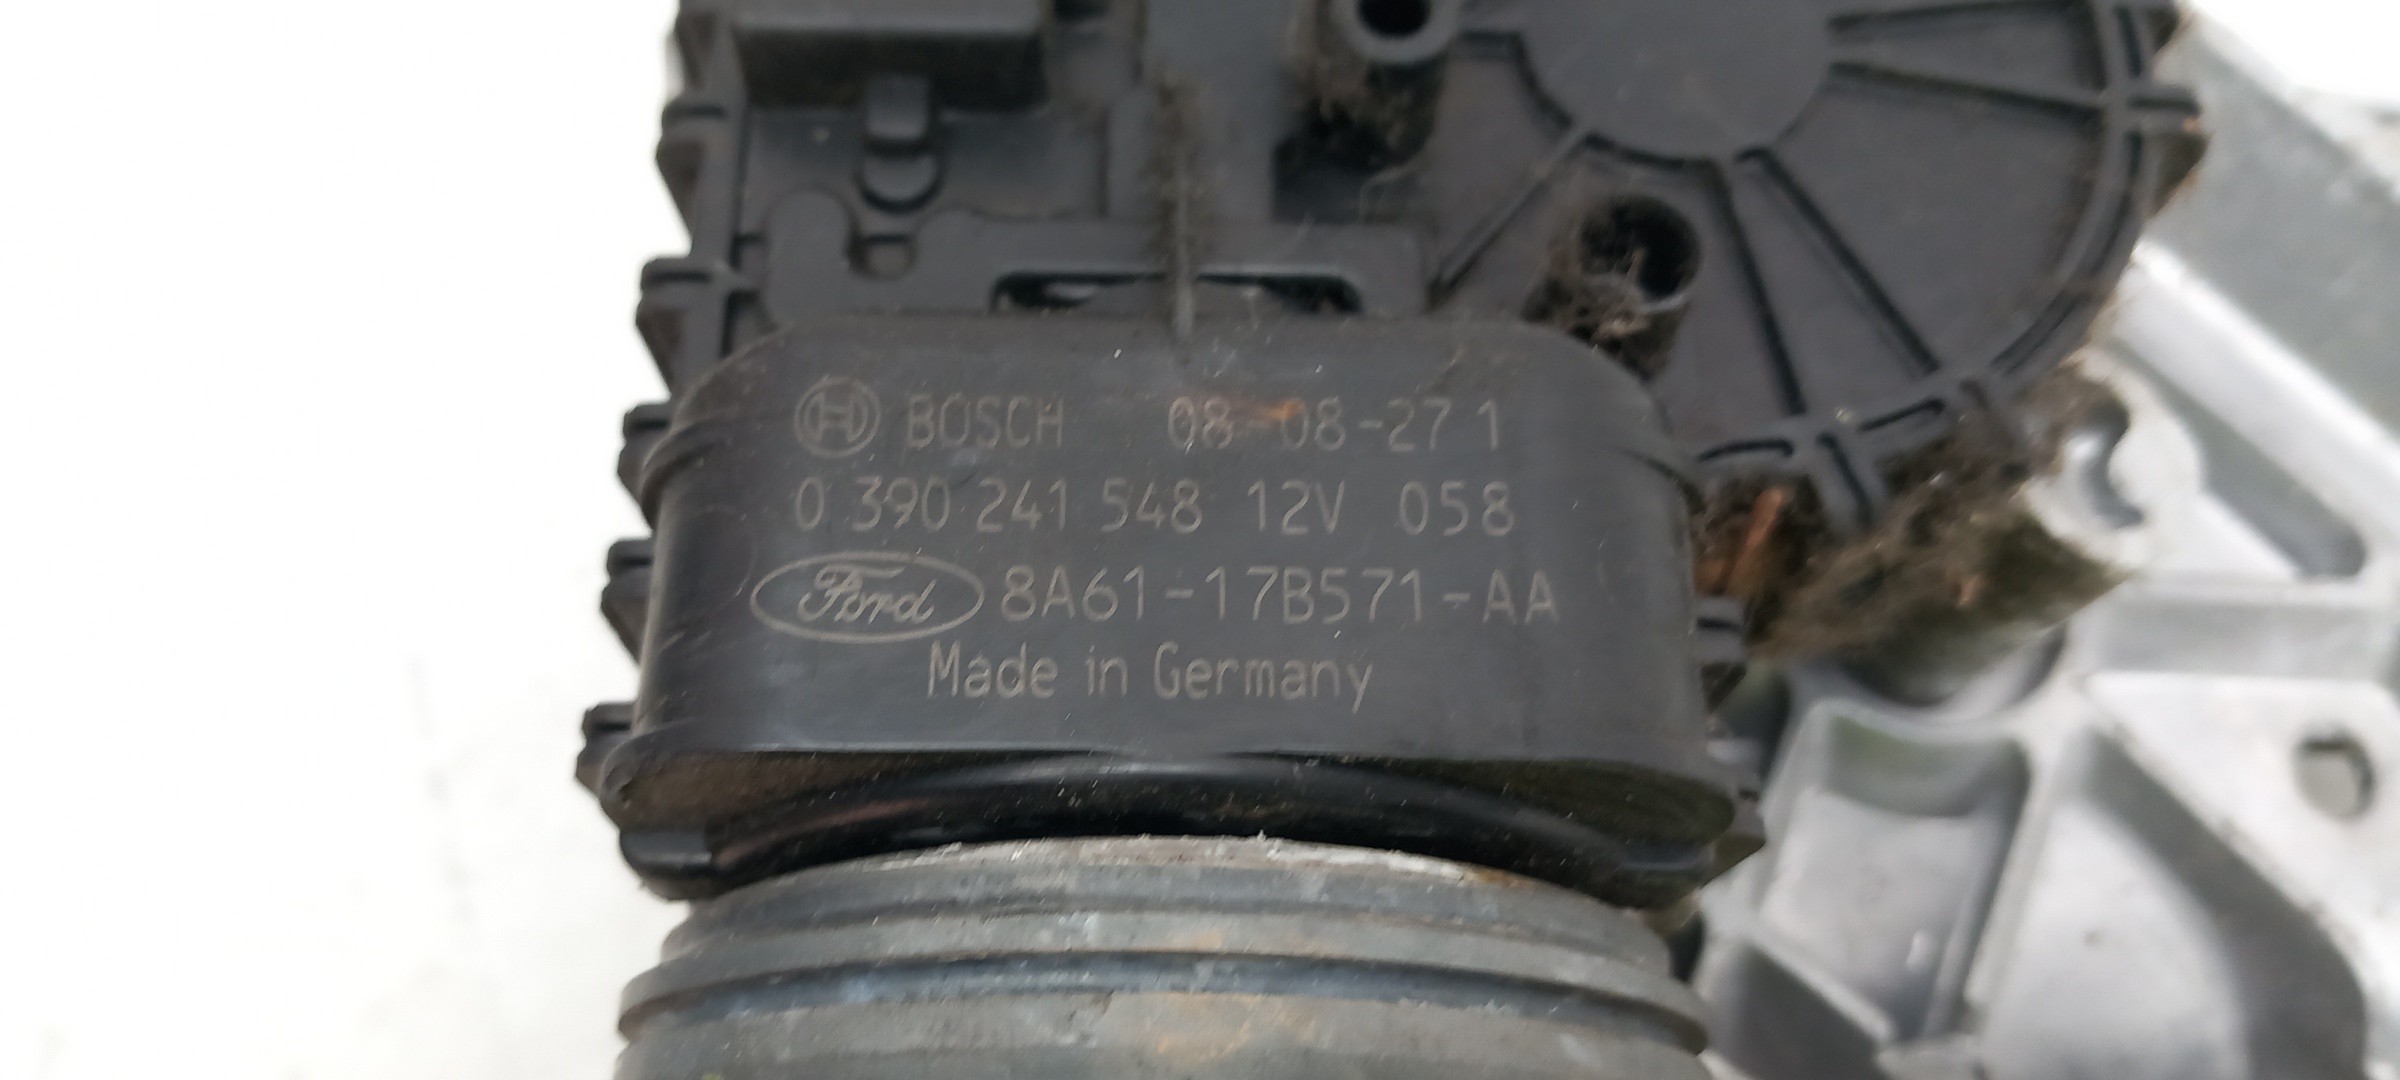 BOSCH 08-08-27 1
0 390 241 548 12V 058
Ford 8A61-17B571-AA
Made in Germany